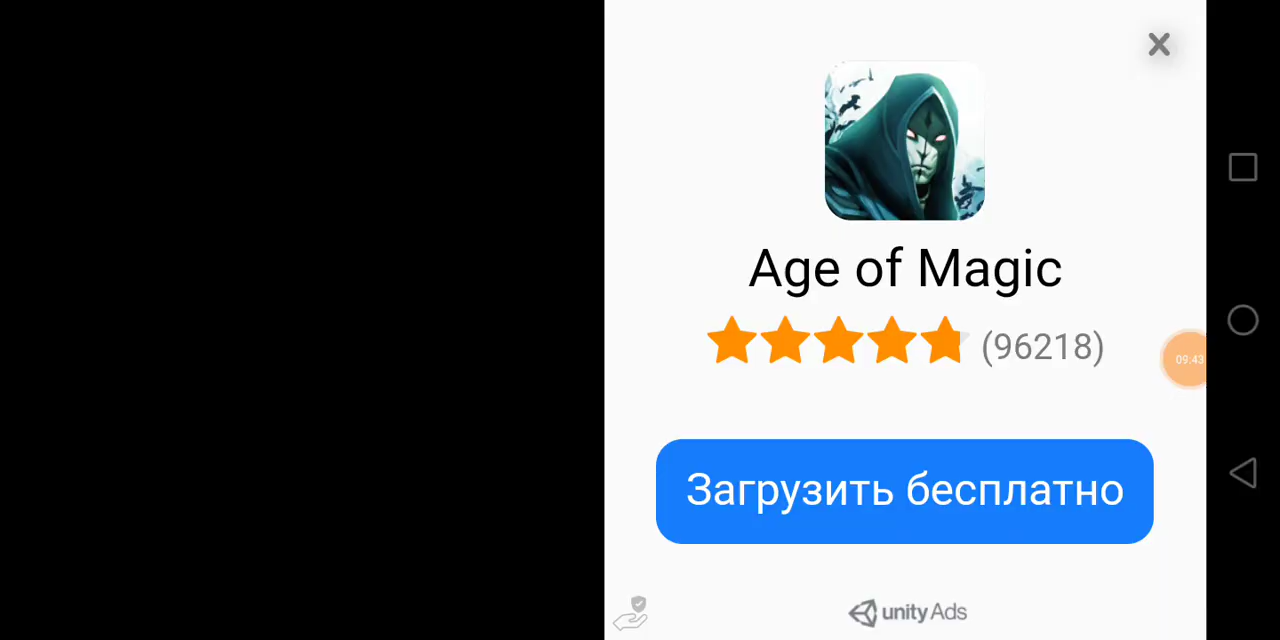 Age of Magic
(96218)
09:43
Загрузить бесплатно
unity Ads